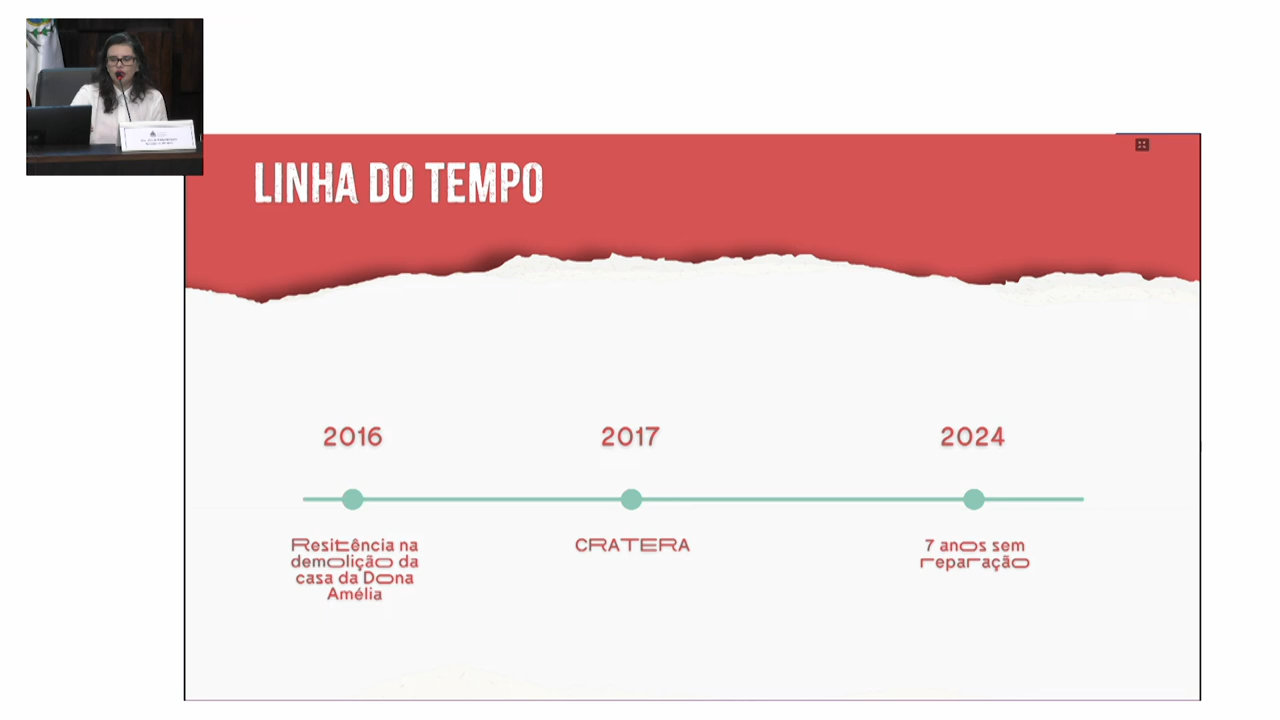 LINHA DO TEMPO
2016
2017
2024
Resitência na
demolição da
casa da Dona
Amélia
CRATERA
7 anos sem
reparação